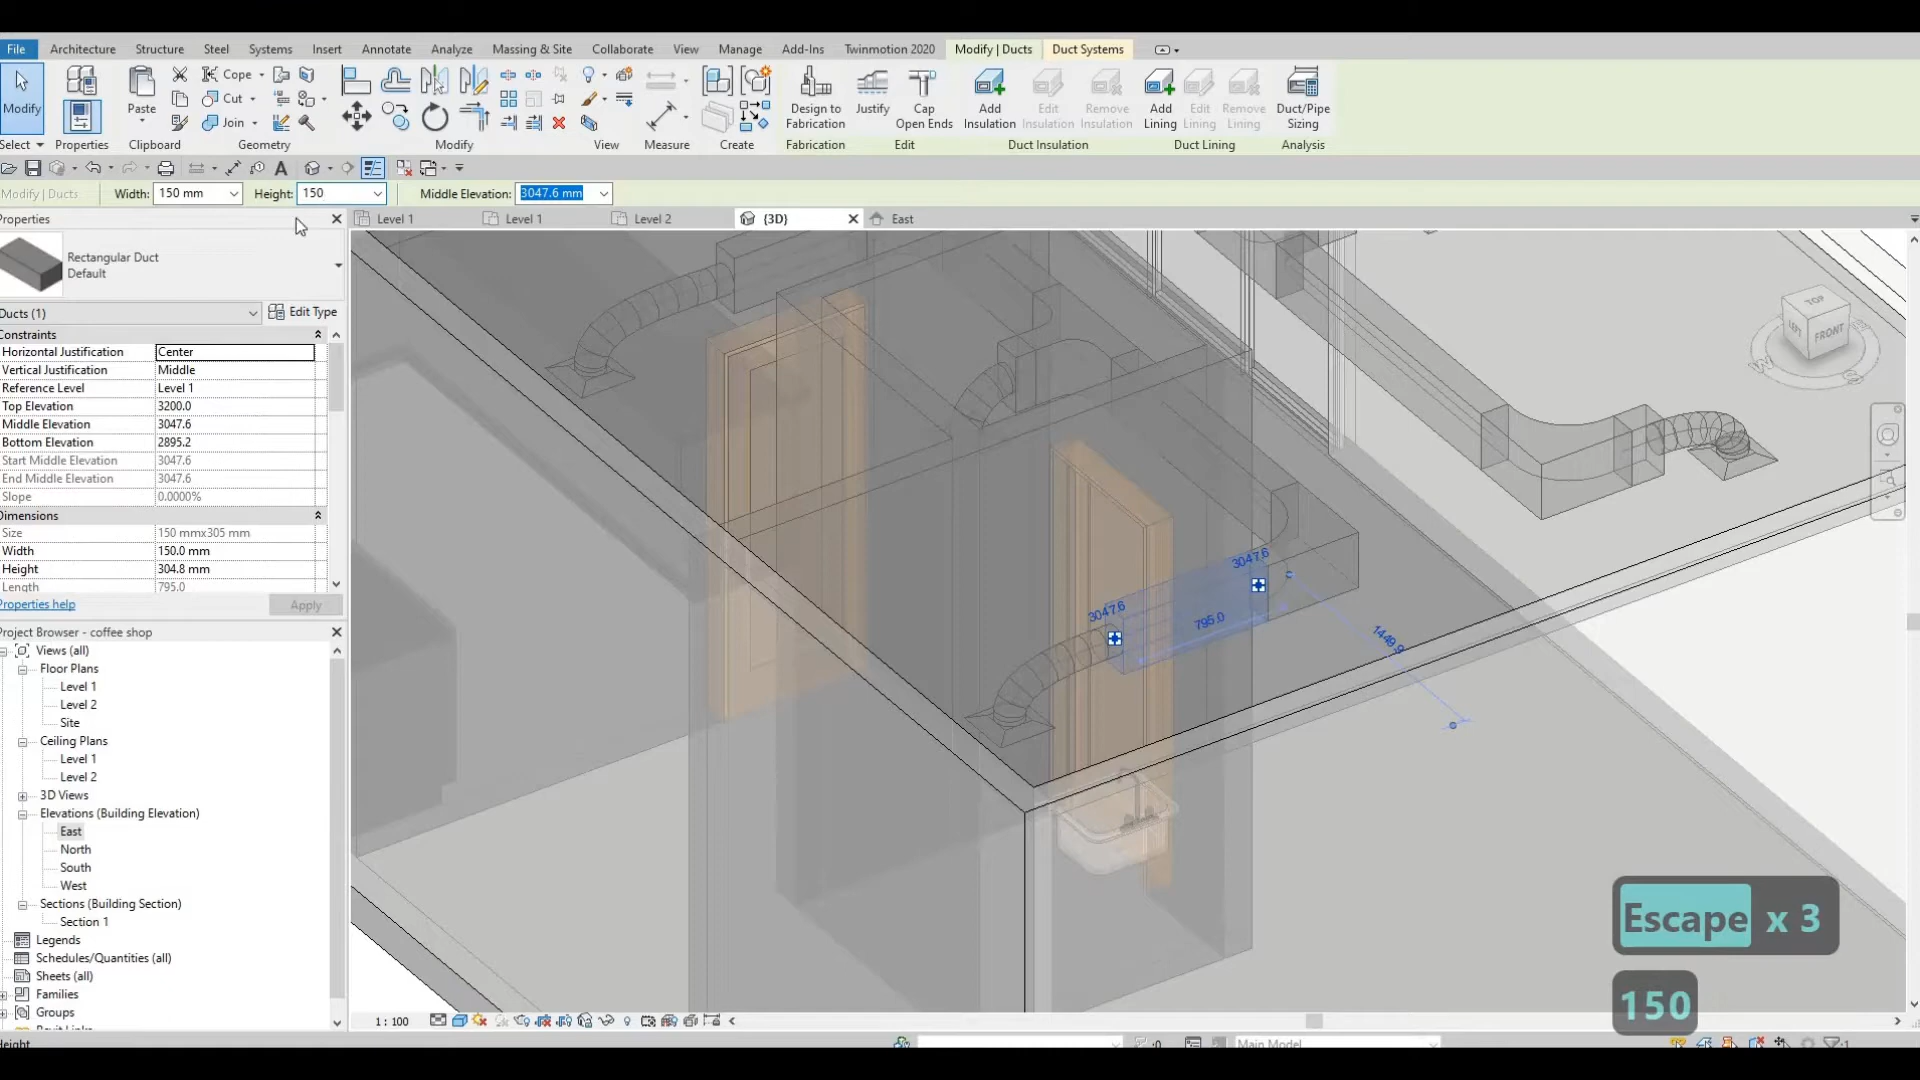 File Architecture Structure Steel Systems Insert Annotate Analyze Massing & Site Collaborate View Manage Add-Ins Twinmotion 2020 Modify | Ducts Duct Systems
Modify Paste Cope Cut Join Design to Fabrication Justify Cap Open Ends Add Insulation Edit Insulation Remove Insulation Add Lining Edit Lining Remove Lining Duct/Pipe Sizing
Select Properties Clipboard Geometry Modify View Measure Create Fabrication Edit Duct Insulation Duct Lining Analysis
Modify | Ducts Width: 150 mm Height: 150 Middle Elevation: 3047.6 mm
Properties
Level 1 Level 1 Level 2 {3D} East
Rectangular Duct
Default
Ducts (1) Edit Type
Constraints
Horizontal Justification Center
Vertical Justification Middle
Reference Level Level 1
Top Elevation 3200.0
Middle Elevation 3047.6
Bottom Elevation 2895.2
Start Middle Elevation 3047.6
End Middle Elevation 3047.6
Slope 0.0000%
Dimensions
Size 150 mmx305 mm
Width 150.0 mm
Height 304.8 mm
Length 795.0
Properties help Apply
Project Browser - coffee shop
Views (all)
Floor Plans
Level 1
Level 2
Site
Ceiling Plans
Level 1
Level 2
3D Views
Elevations (Building Elevation)
East
North
South
West
Sections (Building Section)
Section 1
Legends
Schedules/Quantities (all)
Sheets (all)
Families
Groups
Revit Links
TOP
LEFT FRONT
W S
3047.6
3047.6
795.0
1449.9
Escape x 3
150
1 : 100
Height :0 Main Model :1